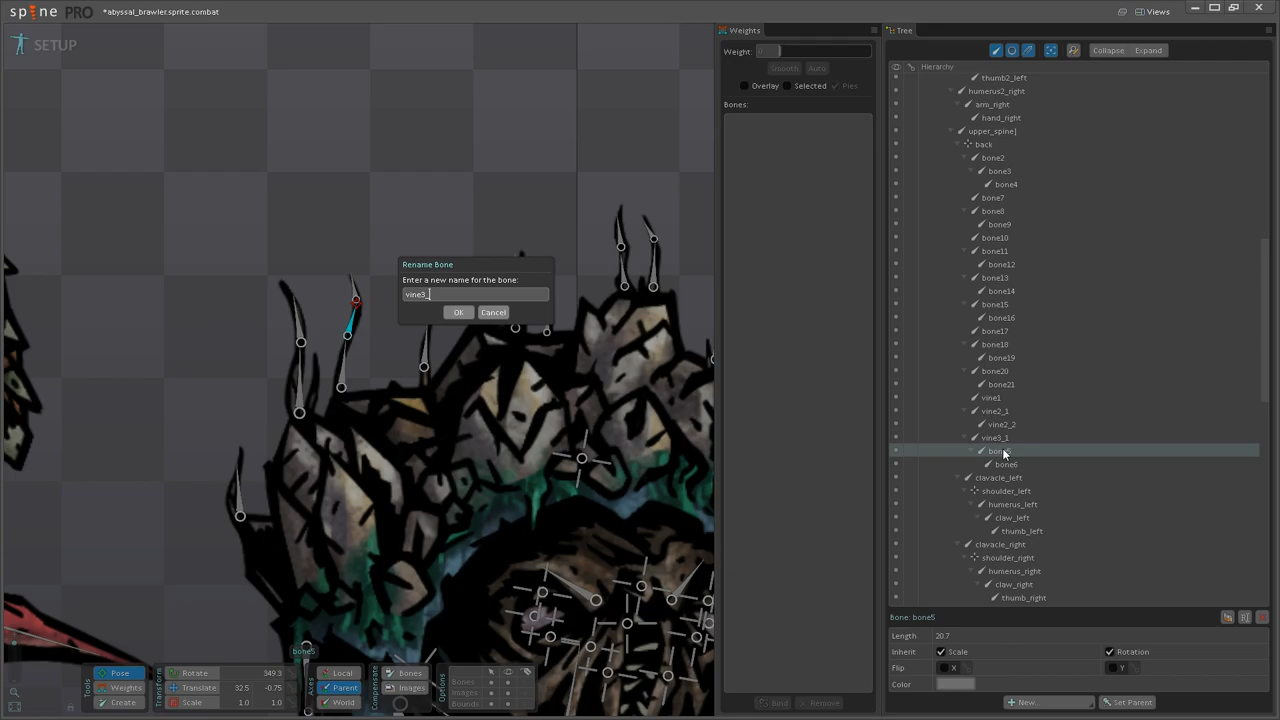 spine PRO
*abyssal_brawler.sprite.combat
Views
SETUP
Weights
Weight:
0
Smooth
Auto
Overlay
Selected
Pies
Bones:
Tree
Collapse
Expand
Hierarchy
thumb2_left
humerus2_right
arm_right
hand_right
upper_spine]
back
bone2
bone3
bone4
bone7
bone8
bone9
bone10
bone11
bone12
bone13
bone14
bone15
bone16
bone17
bone18
bone19
bone20
bone21
vine1
vine2_1
vine2_2
vine3_1
bone5
bone6
clavacle_left
shoulder_left
humerus_left
claw_left
thumb_left
clavacle_right
shoulder_right
humerus_right
claw_right
thumb_right
Rename Bone
Enter a new name for the bone:
vine3_
OK
Cancel
bone5
Tools
Pose
Weights
Create
Transform
Rotate 349.3
Translate 32.5 -0.75
Scale 1.0 1.0
Axes
Local
Parent
World
Compensate
Bones
Images
Options
Bones
Images
Bounds
Bind
Remove
Bone: bone5
Length 20.7
Inherit Scale Rotation
Flip X Y
Color
New...
Set Parent